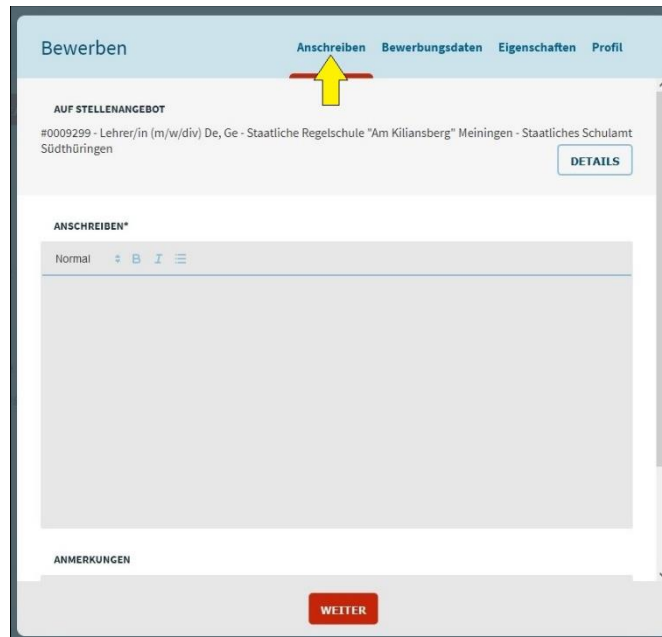 Bewerben
Anschreiben Bewerbungsdaten Eigenschaften Profil
AUF STELLENANGEBOT
#0009299 - Lehrer/in (m/w/div) De, Ge - Staatliche Regelschule "Am Kiliansberg" Meiningen - Staatliches Schulamt
Südthüringen
DETAILS
ANSCHREIBEN*
Normal B I
ANMERKUNGEN
WEITER